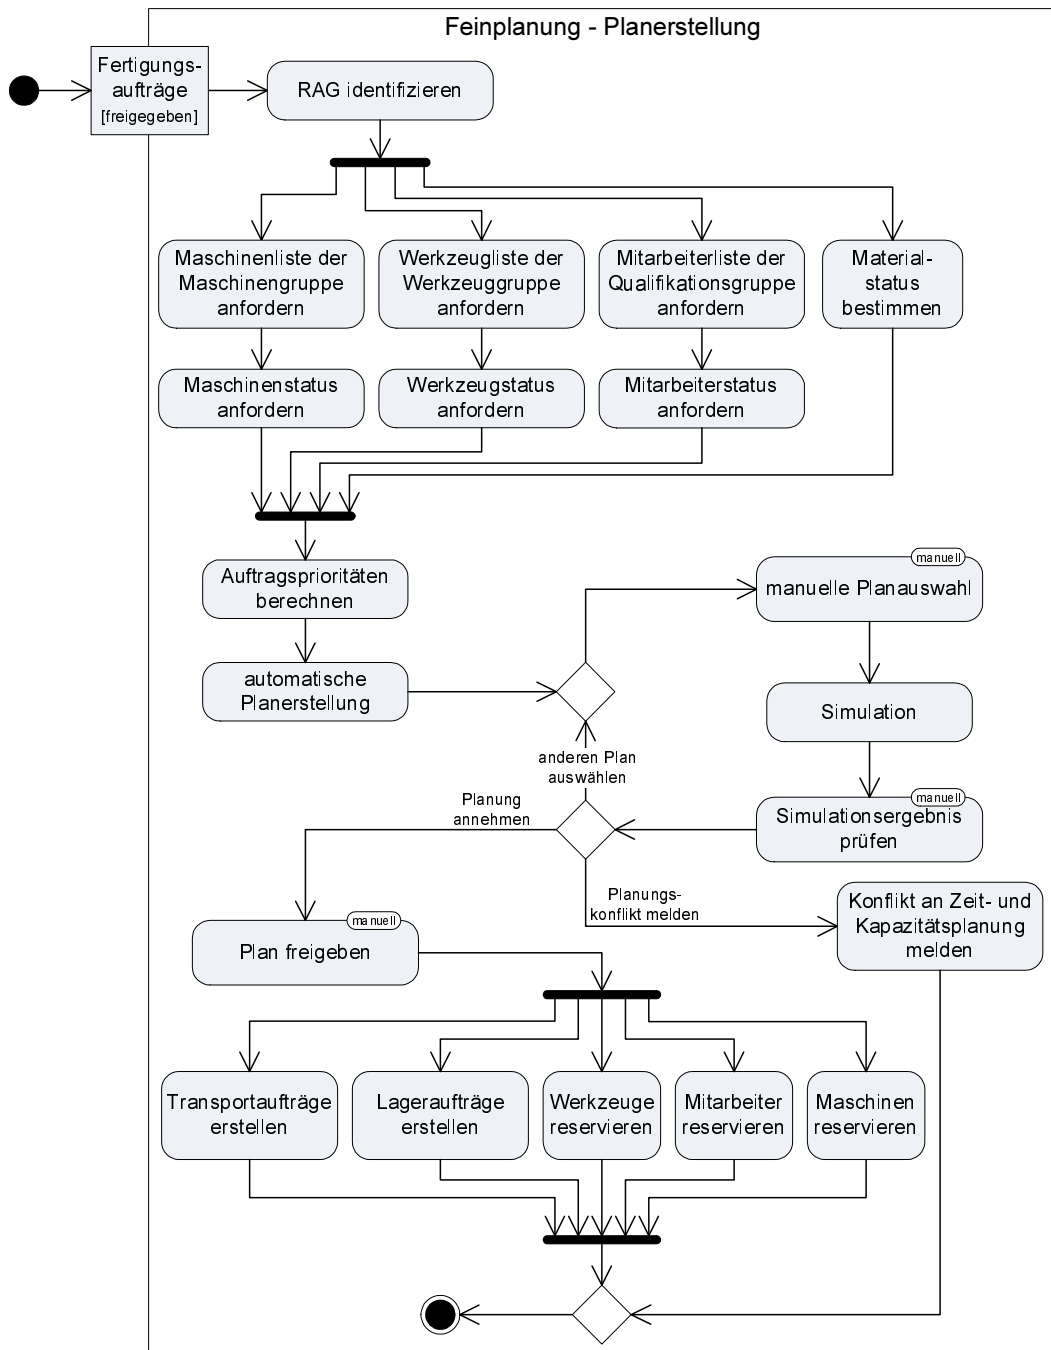 Feinplanung - Planerstellung
Fertigungs-
aufträge
[freigegeben]
RAG identifizieren
Maschinenliste der
Maschinengruppe
anfordern
Werkzeugliste der
Werkzeuggruppe
anfordern
Mitarbeiterliste der
Qualifikationsgruppe
anfordern
Material-
status
bestimmen
Maschinenstatus
anfordern
Werkzeugstatus
anfordern
Mitarbeiterstatus
anfordern
Auftragsprioritäten
berechnen
manuell
manuelle Planauswahl
automatische
Planerstellung
Simulation
anderen Plan
auswählen
Planung
annehmen
manuell
Simulationsergebnis
prüfen
Planungs-
konflikt melden
Konflikt an Zeit- und
Kapazitätsplanung
melden
manuell
Plan freigeben
Transportaufträge
erstellen
Lageraufträge
erstellen
Werkzeuge
reservieren
Mitarbeiter
reservieren
Maschinen
reservieren